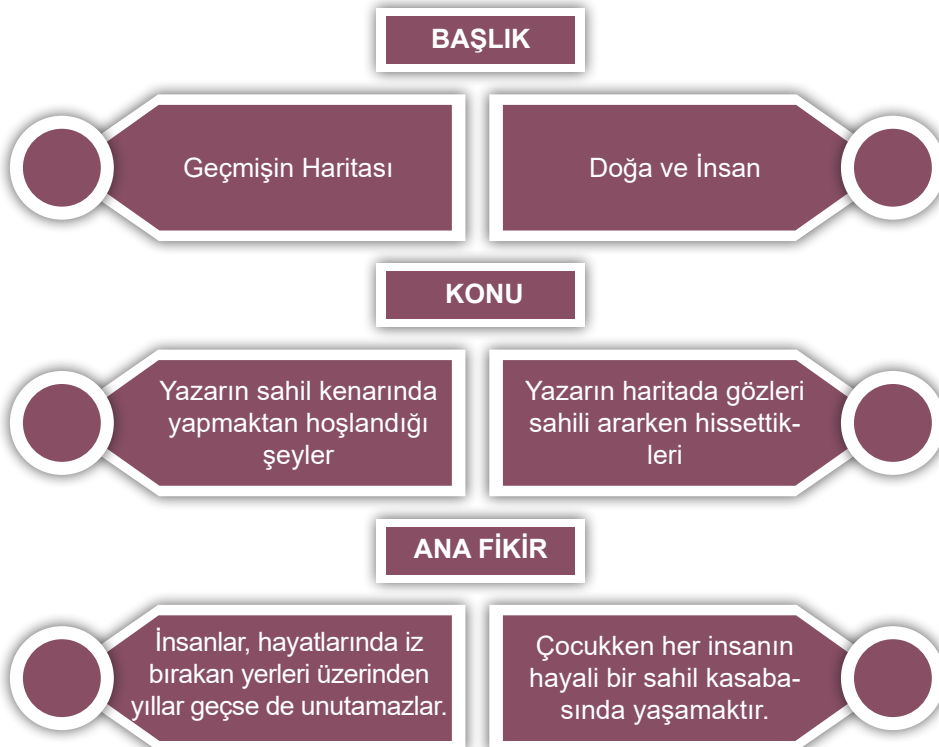 BAŞLIK
Geçmişin Haritası
Doğa ve İnsan
KONU
Yazarın sahil kenarında
yapmaktan hoşlandığı
şeyler
Yazarın haritada gözleri
sahili ararken hissettik-
leri
ANA FİKİR
İnsanlar, hayatlarında iz
bırakan yerleri üzerinden
yıllar geçse de unutamazlar.
Çocukken her insanın
hayali bir sahil kasaba-
sında yaşamaktır.